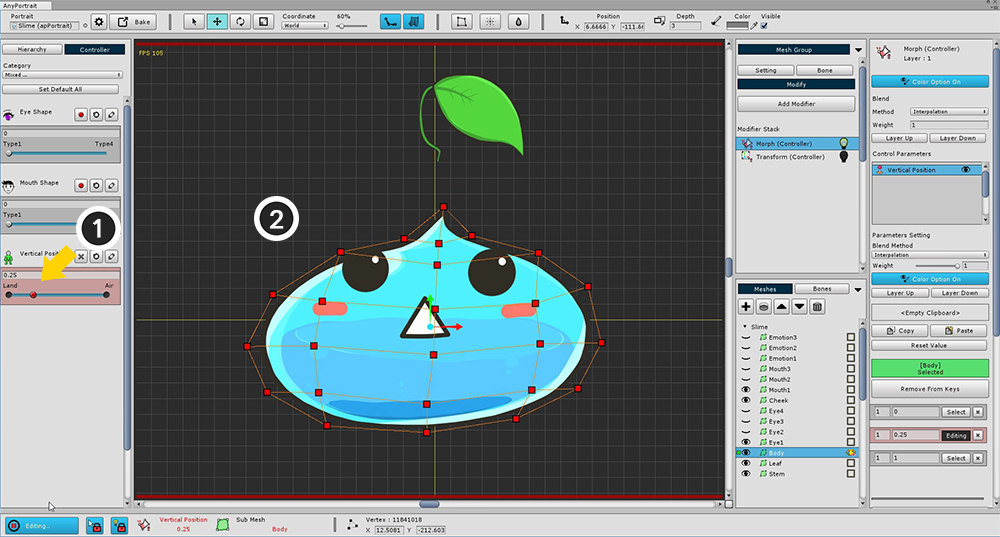 AnyPortrait
Portrait
Slime (apPortrait)
Bake
Coordinate
World
60%
Position
X 6.6666 Y -111.66
Depth
3
Color
Visible
Hierarchy
Controller
Category
Mixed ...
Set Default All
Eye Shape
0
Type1 Type4
Mouth Shape
0
Type1
1
Vertical Position
0.25
Land Air
FPS 105
2
Mesh Group
Setting
Bone
Modify
Add Modifier
Modifier Stack
Morph (Controller)
Transform (Controller)
Meshes
Bones
Slime
Emotion3
Emotion2
Emotion1
Mouth3
Mouth2
Mouth1
Cheek
Eye4
Eye3
Eye2
Eye1
Body
Leaf
Stem
Morph (Controller)
Layer : 1
Color Option On
Blend
Method Interpolation
Weight 1
Layer Up Layer Down
Control Parameters
Vertical Position
Parameters Setting
Blend Method
Interpolation
Weight 1
Color Option On
Layer Up Layer Down
<Empty Clipboard>
Copy Paste
Reset Value
[Body]
Selected
Remove From Keys
1 0 Select
1 0.25 Editing
1 1 Select
Editing..
Vertical Position
0.25
Sub Mesh
Body
Vertex : 11841018
X 12.5081 Y -212.603